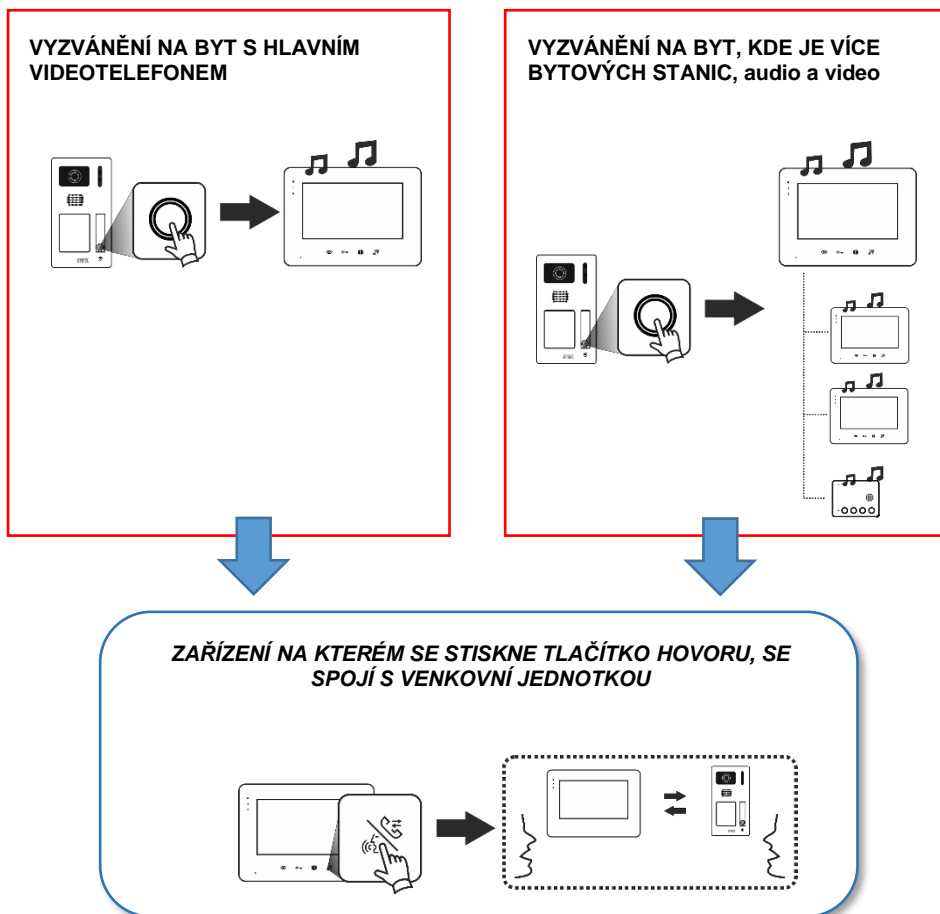 VYZVÁNĚNÍ NA BYT S HLAVNÍM
VIDEOTELEFONEM
VYZVÁNĚNÍ NA BYT, KDE JE VÍCE
BYTOVÝCH STANIC, audio a video
ZAŘÍZENÍ NA KTERÉM SE STISKNE TLAČÍTKO HOVORU, SE
SPOJÍ S VENKOVNÍ JEDNOTKOU